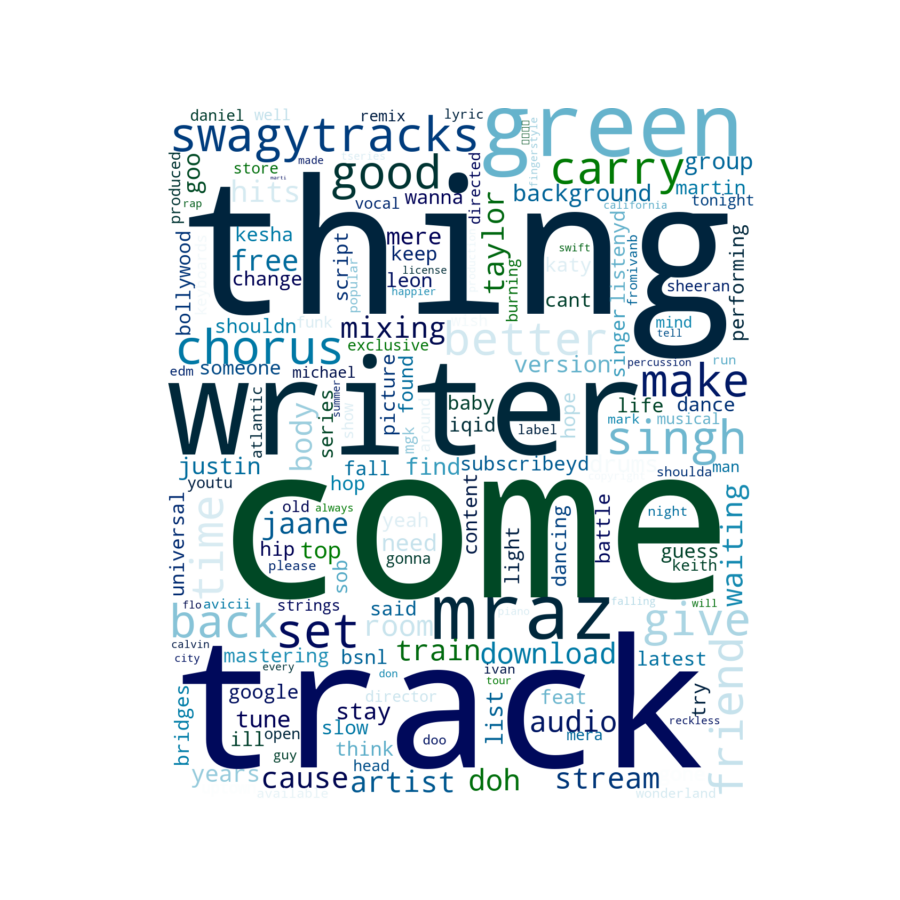 daniel well remix lyric green
swagytracks
produced goo store made tseries good carry group
rap marti hits vocal wanna directed background martin
thing fingerstyle california tonight
bollywood kesha script mere taylor swift singer listenyd
free keep katy fromivanb sheeran performing
change popular leon license happier burning cant
shouldn funk mixing wish better mind tell
chorus exclusive version percussion run
edm someone michael picture found make
writer
atlantic body series summer show mgk around baby iqid label hope life dance
mark musical singh
justin fall find subscribeyd drums shoulda man
youtu hop content
come
universal time old always yeah light dancing battle night waiting
jaane need
hip top gonna guess
please sob keith
flo avicii strings said mraz piano falling will
back set room give
calvin train download
city mastering bsnl latest friend
every ivan
track
don tour try
bridges google director list feat
tune stay audio reckless
ill open slow doo mera
guy think
years head
cause artist doh stream
available wonderland